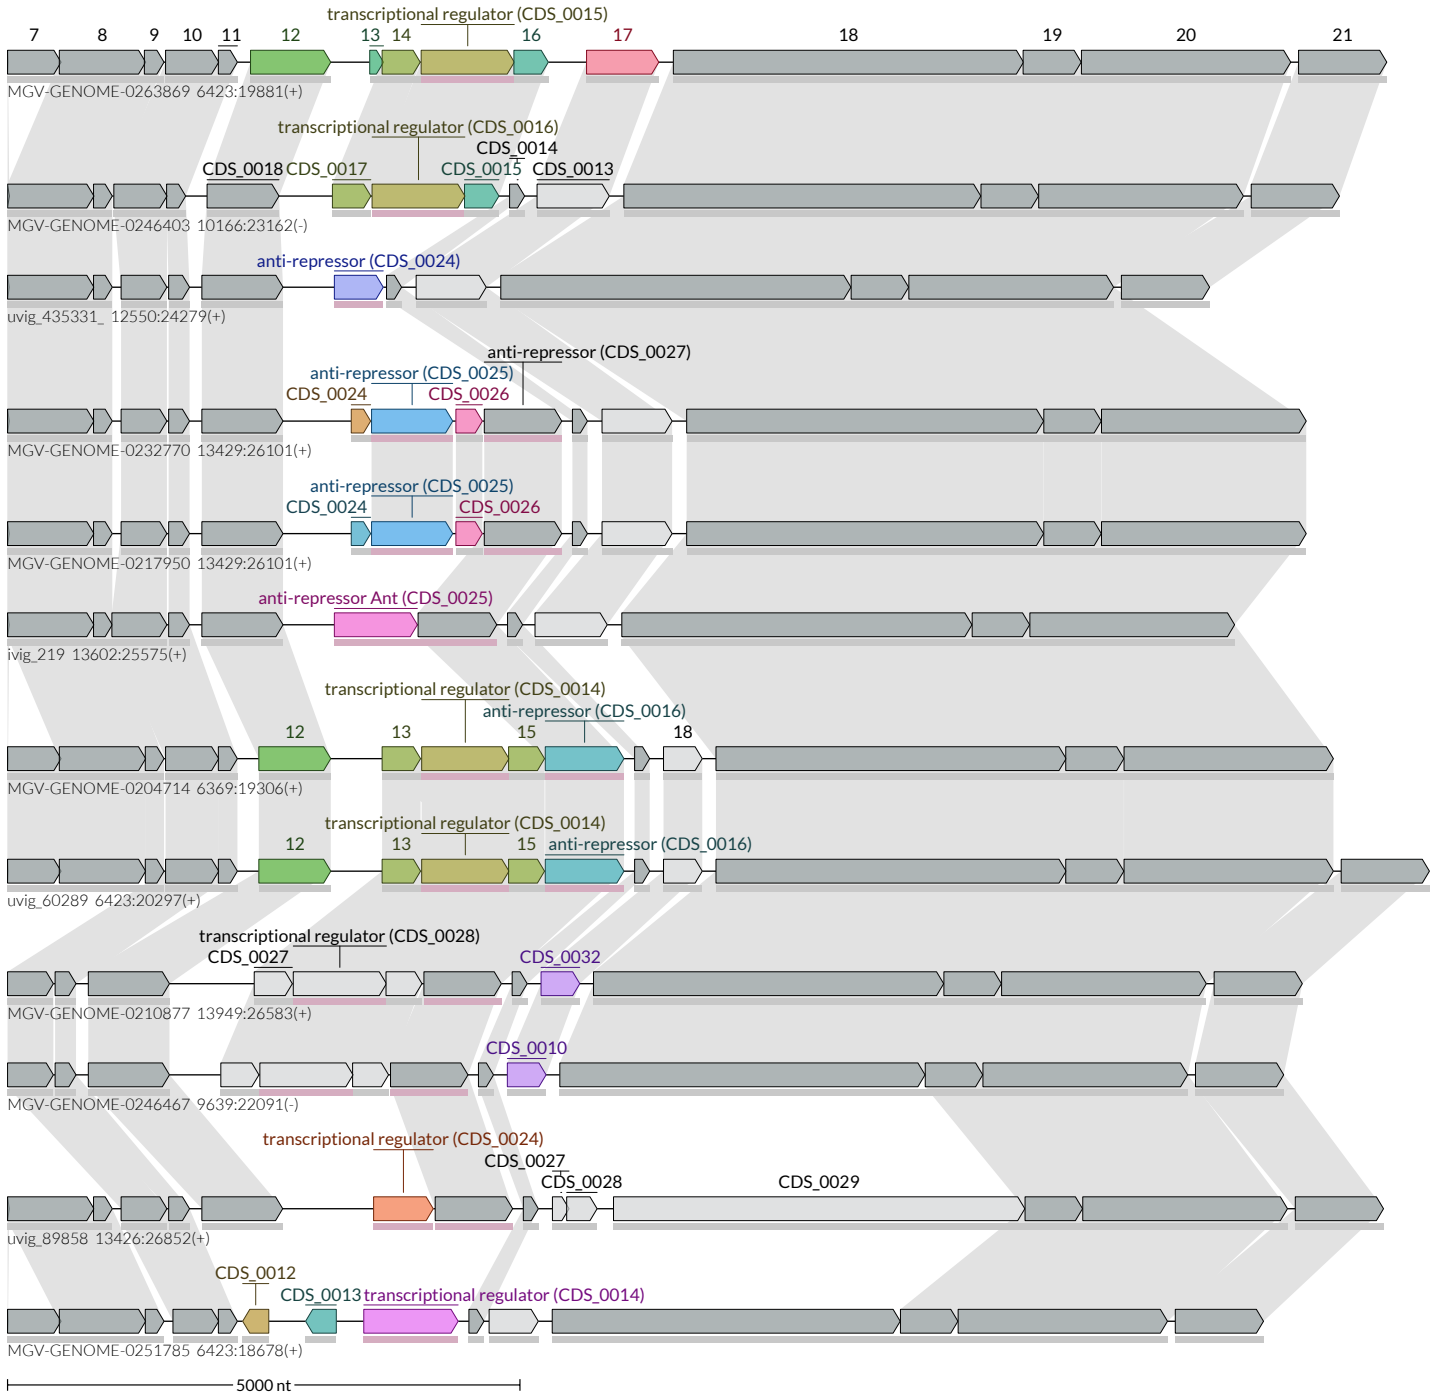 transcriptional regulator (CDS_0015)
7 8 9 10 11 12 13 14 16 17 18 19 20 21
MGV-GENOME-0263869 6423:19881(+)
transcriptional regulator (CDS_0016)
CDS_0014
CDS_0018 CDS_0017 CDS_0015 CDS_0013
MGV-GENOME-0246403 10166:23162(-)
anti-repressor (CDS_0024)
uvig_435331_ 12550:24279(+)
anti-repressor (CDS_0027)
anti-repressor (CDS_0025)
CDS_0024 CDS_0026
MGV-GENOME-0232770 13429:26101(+)
anti-repressor (CDS_0025)
CDS_0024 CDS_0026
MGV-GENOME-0217950 13429:26101(+)
anti-repressor Ant (CDS_0025)
ivig_219 13602:25575(+)
transcriptional regulator (CDS_0014)
anti-repressor (CDS_0016)
12 13 15 18
MGV-GENOME-0204714 6369:19306(+)
transcriptional regulator (CDS_0014)
12 13 15 anti-repressor (CDS_0016)
uvig_60289 6423:20297(+)
transcriptional regulator (CDS_0028)
CDS_0027 CDS_0032
MGV-GENOME-0210877 13949:26583(+)
CDS_0010
MGV-GENOME-0246467 9639:22091(-)
transcriptional regulator (CDS_0024)
CDS_0027
CDS_0028 CDS_0029
uvig_89858 13426:26852(+)
CDS_0012
CDS_0013 transcriptional regulator (CDS_0014)
MGV-GENOME-0251785 6423:18678(+)
5000 nt